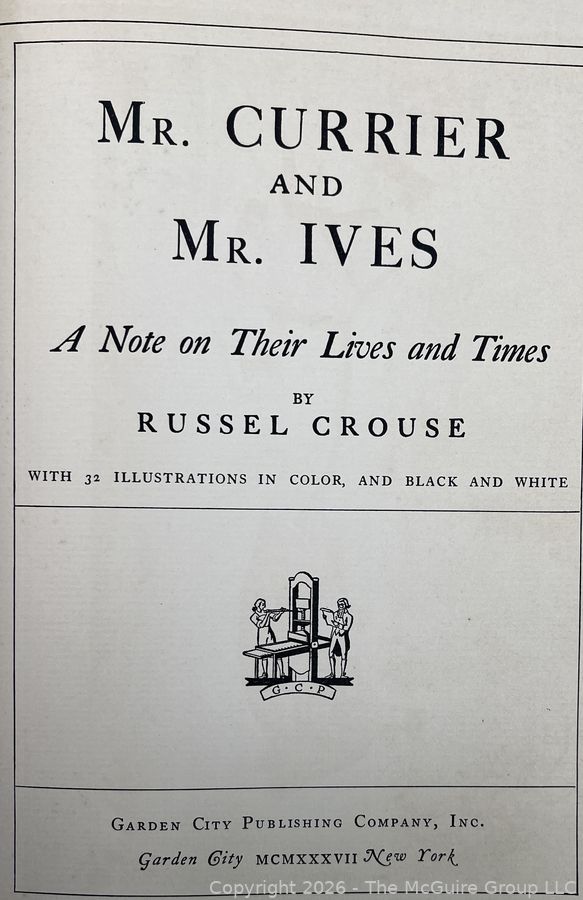 Mr. CURRIER
AND
Mr. IVES
A Note on Their Lives and Times
BY
RUSSEL CROUSE
WITH 32 ILLUSTRATIONS IN COLOR, AND BLACK AND WHITE
G·C·P
Garden City Publishing Company, Inc.
Garden City MCMXXXVII New York
Copyright 2026 - The McGuire Group LLC